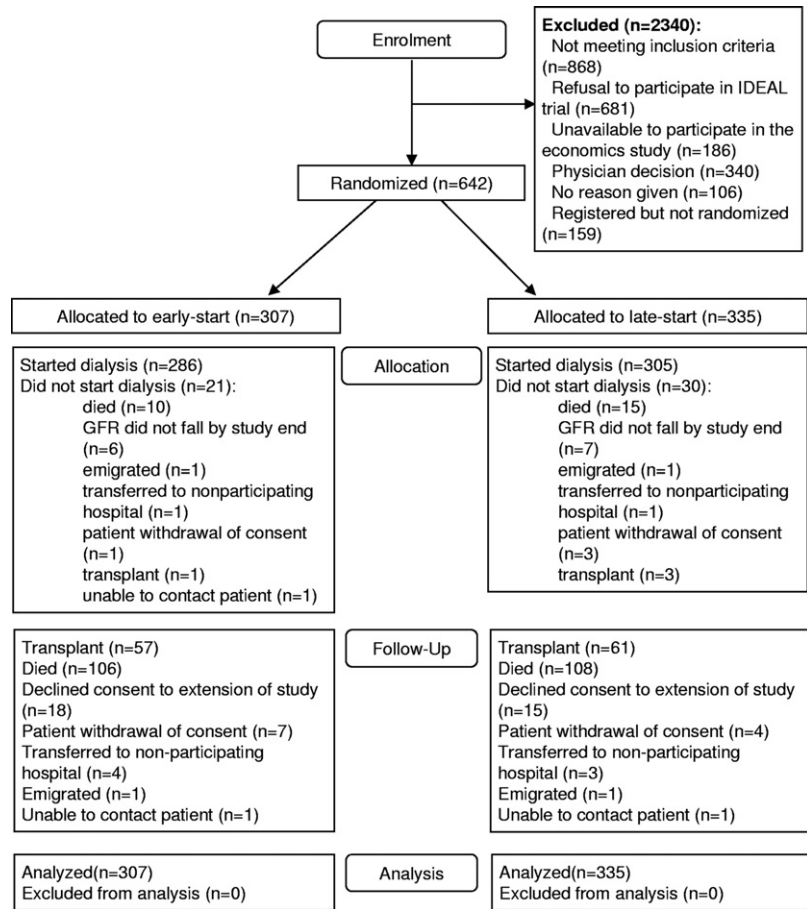 Enrolment
Excluded (n=2340):
Not meeting inclusion criteria
(n=868)
Refusal to participate in IDEAL
trial (n=681)
Unavailable to participate in the
economics study (n=186)
Physician decision (n=340)
No reason given (n=106)
Registered but not randomized
(n=159)
Randomized (n=642)
Allocated to early-start (n=307)
Allocated to late-start (n=335)
Started dialysis (n=286)
Did not start dialysis (n=21):
died (n=10)
GFR did not fall by study end
(n=6)
emigrated (n=1)
transferred to nonparticipating
hospital (n=1)
patient withdrawal of consent
(n=1)
transplant (n=1)
unable to contact patient (n=1)
Allocation
Started dialysis (n=305)
Did not start dialysis (n=30):
died (n=15)
GFR did not fall by study end
(n=7)
emigrated (n=1)
transferred to nonparticipating
hospital (n=1)
patient withdrawal of consent
(n=3)
transplant (n=3)
Transplant (n=57)
Died (n=106)
Declined consent to extension of study
(n=18)
Patient withdrawal of consent (n=7)
Transferred to non-participating
hospital (n=4)
Emigrated (n=1)
Unable to contact patient (n=1)
Follow-Up
Transplant (n=61)
Died (n=108)
Declined consent to extension of study
(n=15)
Patient withdrawal of consent (n=4)
Transferred to non-participating
hospital (n=3)
Emigrated (n=1)
Unable to contact patient (n=1)
Analyzed(n=307)
Excluded from analysis (n=0)
Analysis
Analyzed(n=335)
Excluded from analysis (n=0)